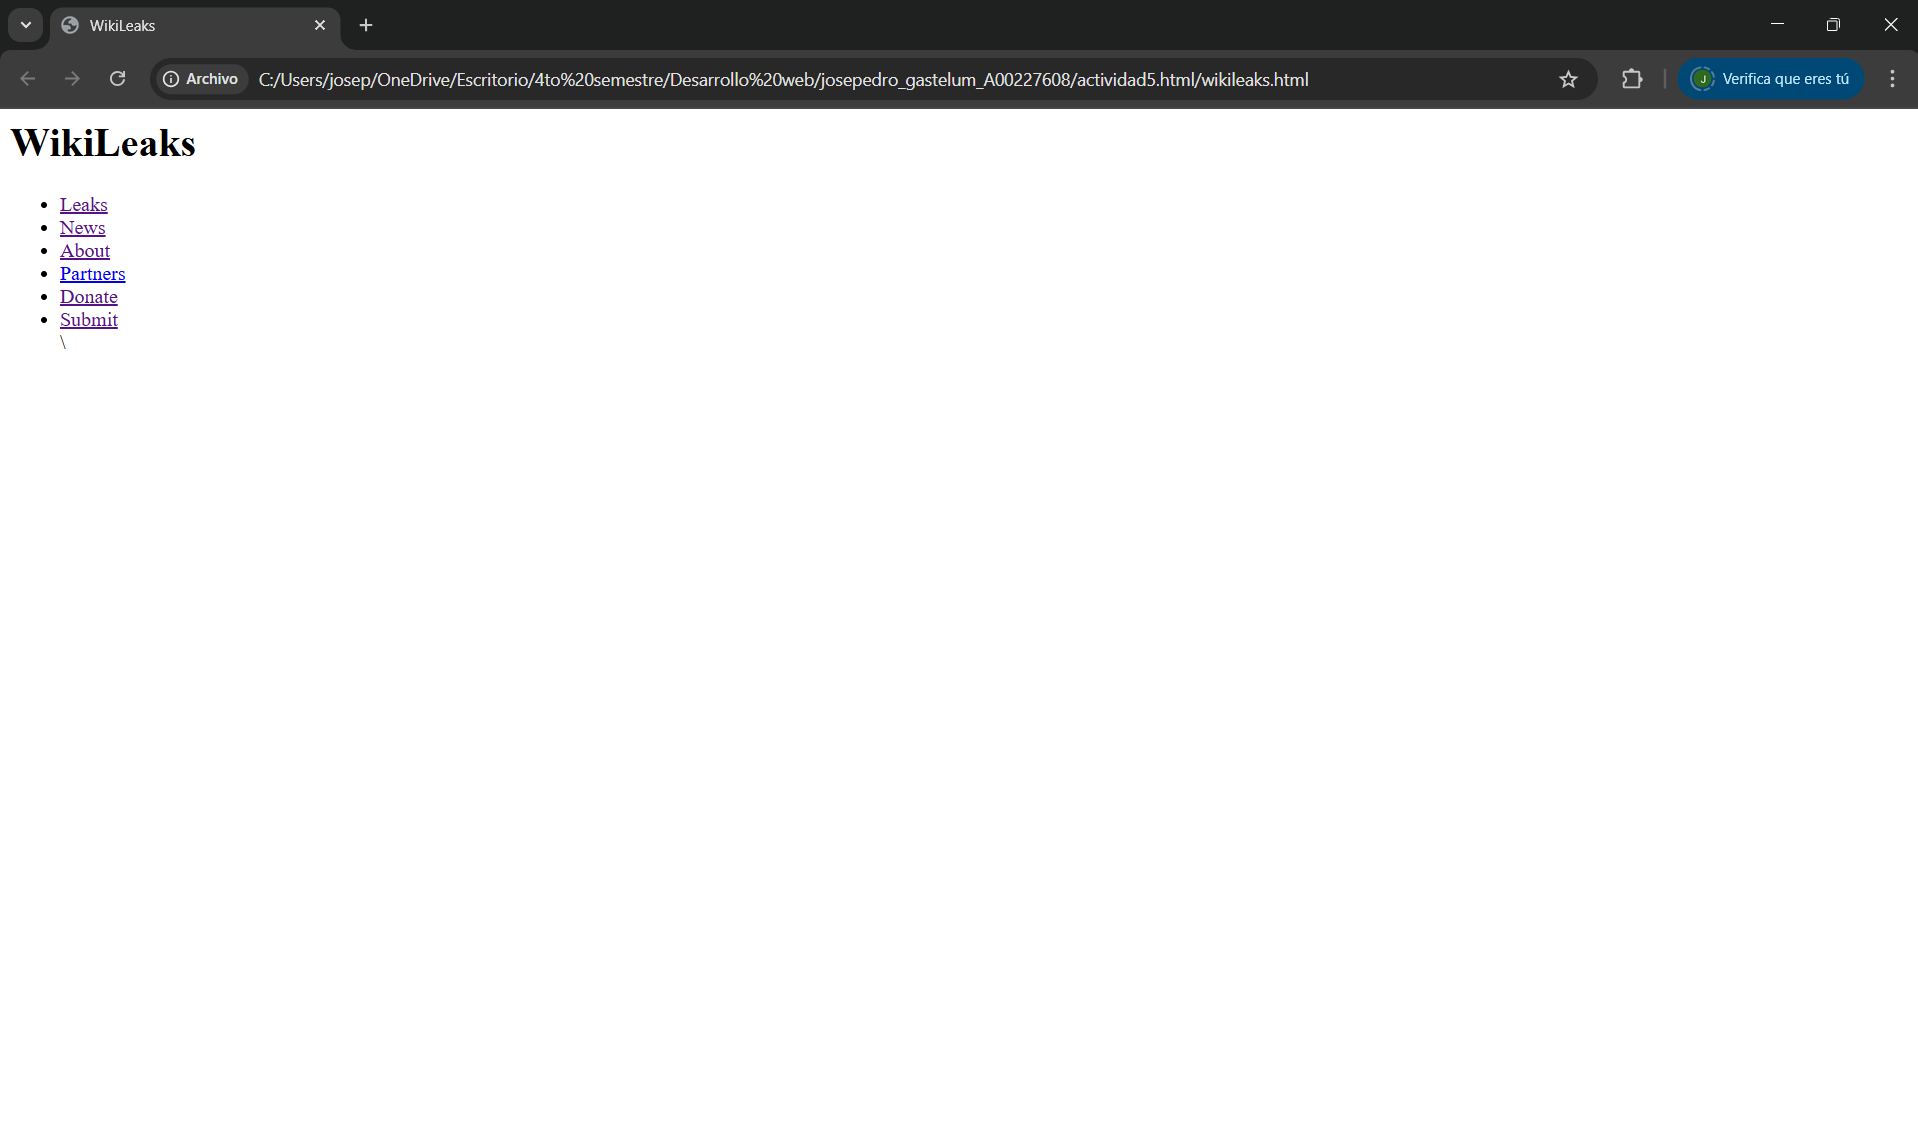 WikiLeaks
Archivo C:/Users/josep/OneDrive/Escritorio/4to%20semestre/Desarrollo%20web/josepedro_gastelum_A00227608/actividad5.html/wikileaks.html J Verifica que eres tú
WikiLeaks
Leaks
News
About
Partners
Donate
Submit
\